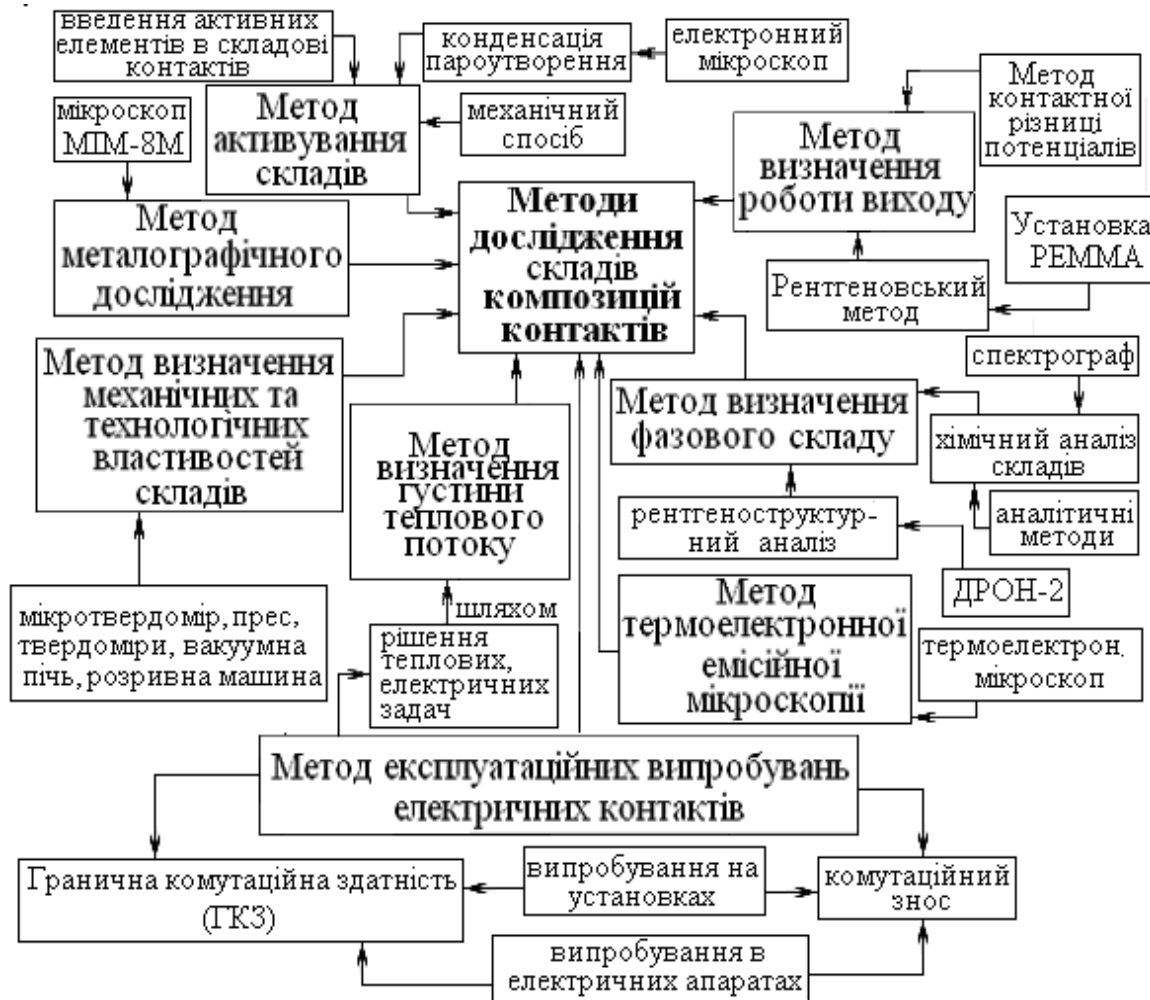 введення активних
елементів в складові
контактів
конденсація
пароутворення
електронний
мікроскоп
Метод
контактної
різниці
потенціалів
мікроскоп
МІМ-8М
Метод
активування
складів
механічний
спосіб
Метод
визначення
роботи виходу
Методи
дослідження
складів
композицій
контактів
Метод
металографічного
дослідження
Установка
РЕММА
Рентгеновський
метод
Метод визначення
механічних та
технологічних
властивостей
складів
спектрограф
Метод визначення
фазового складу
хімічний аналіз
складів
Метод
визначення
густини
теплового
потоку
рентгеноструктур-
ний аналіз
аналітичні
методи
ДРОН-2
мікротвердомір, прес,
твердоміри, вакуумна
пічь, розривна машина
шляхом
рішення
теплових,
електричних
задач
Метод
термоелектронної
емісійної
мікроскопії
термоелектрон.
мікроскоп
Метод експлуатаційних випробувань
електричних контактів
Гранична комутаційна здатність
(ГКЗ)
випробування на
установках
комутаційний
знос
випробування в
електричних апаратах